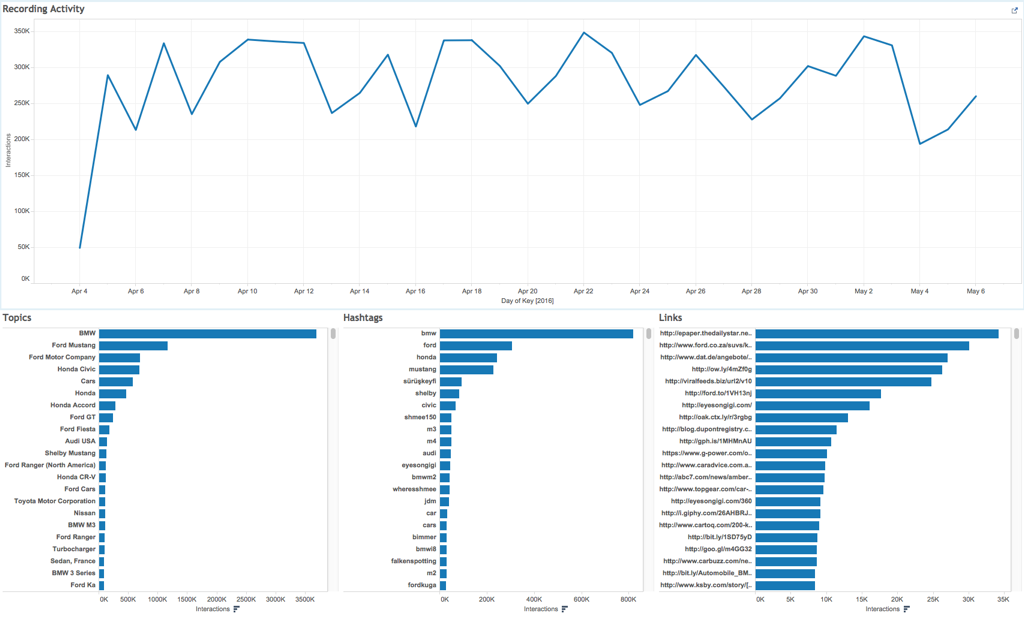 Recording Activity
350K
300K
250K
200K
150K
100K
50K
0K
Interactions
Apr 4
Apr 6
Apr 8
Apr 10
Apr 12
Apr 14
Apr 16
Apr 18
Apr 20
Apr 22
Apr 24
Apr 26
Apr 28
Apr 30
May 2
May 4
May 6
Day of Key [2016]
Topics
BMW
Ford Mustang
Ford Motor Company
Honda Civic
Cars
Honda
Honda Accord
Ford GT
Ford Fiesta
Audi USA
Shelby Mustang
Ford Ranger (North America)
Honda CR-V
Ford Cars
Toyota Motor Corporation
Nissan
BMW M3
Ford Ranger
Turbocharger
Sedan, France
BMW 3 Series
Ford Ka
0K
500K
1000K
1500K
2000K
2500K
3000K
3500K
Interactions
Hashtags
bmw
ford
honda
mustang
sürüşkeyfi
shelby
civic
shmee150
m3
m4
audi
eyesongigi
bmwm2
wheresshmee
jdm
car
cars
bimmer
bmwi8
falkenspotting
m2
fordkuga
0K
200K
400K
600K
800K
Interactions
Links
http://epaper.thedailystar.ne..
http://www.ford.co.za/suvs/k..
http://www.dat.de/angebote/..
http://ow.ly/4mZf0g
http://viralfeeds.biz/url2/v10
http://ford.to/1VH13nj
http://eyesongigi.com/
http://oak.ctx.ly/r/3rgbg
http://blog.dupontregistry.c..
http://gph.is/1MHMnAU
https://www.g-power.com/o..
http://www.caradvice.com.a..
http://abc7.com/news/amber..
http://www.topgear.com/car-..
http://eyesongigi.com/360
http://i.giphy.com/26AHBRJ..
http://www.cartoq.com/200-k..
http://bit.ly/1SD75yD
http://goo.gl/m4GG32
http://www.carbuzz.com/ne..
http://bit.ly/Automobile_BM..
http://www.ksby.com/story/[..
0K
5K
10K
15K
20K
25K
30K
35K
Interactions